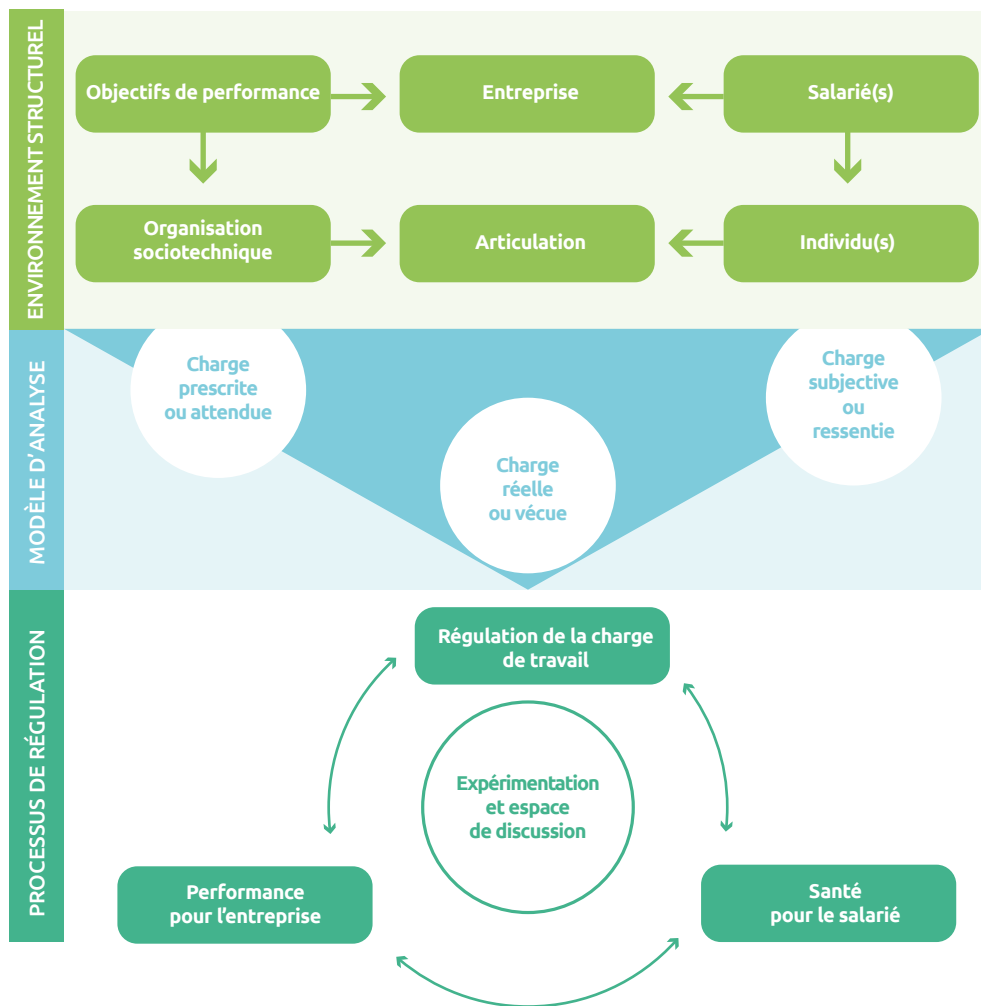 ENVIRONNEMENT STRUCTUREL
Objectifs de performance
Entreprise
Salarié(s)
Organisation
sociotechnique
Articulation
Individu(s)
MODÈLE D'ANALYSE
Charge
prescrite
ou attendue
Charge
réelle
ou vécue
Charge
subjective
ou
ressentie
PROCESSUS DE RÉGULATION
Régulation de la charge
de travail
Expérimentation
et espace
de discussion
Performance
pour l'entreprise
Santé
pour le salarié